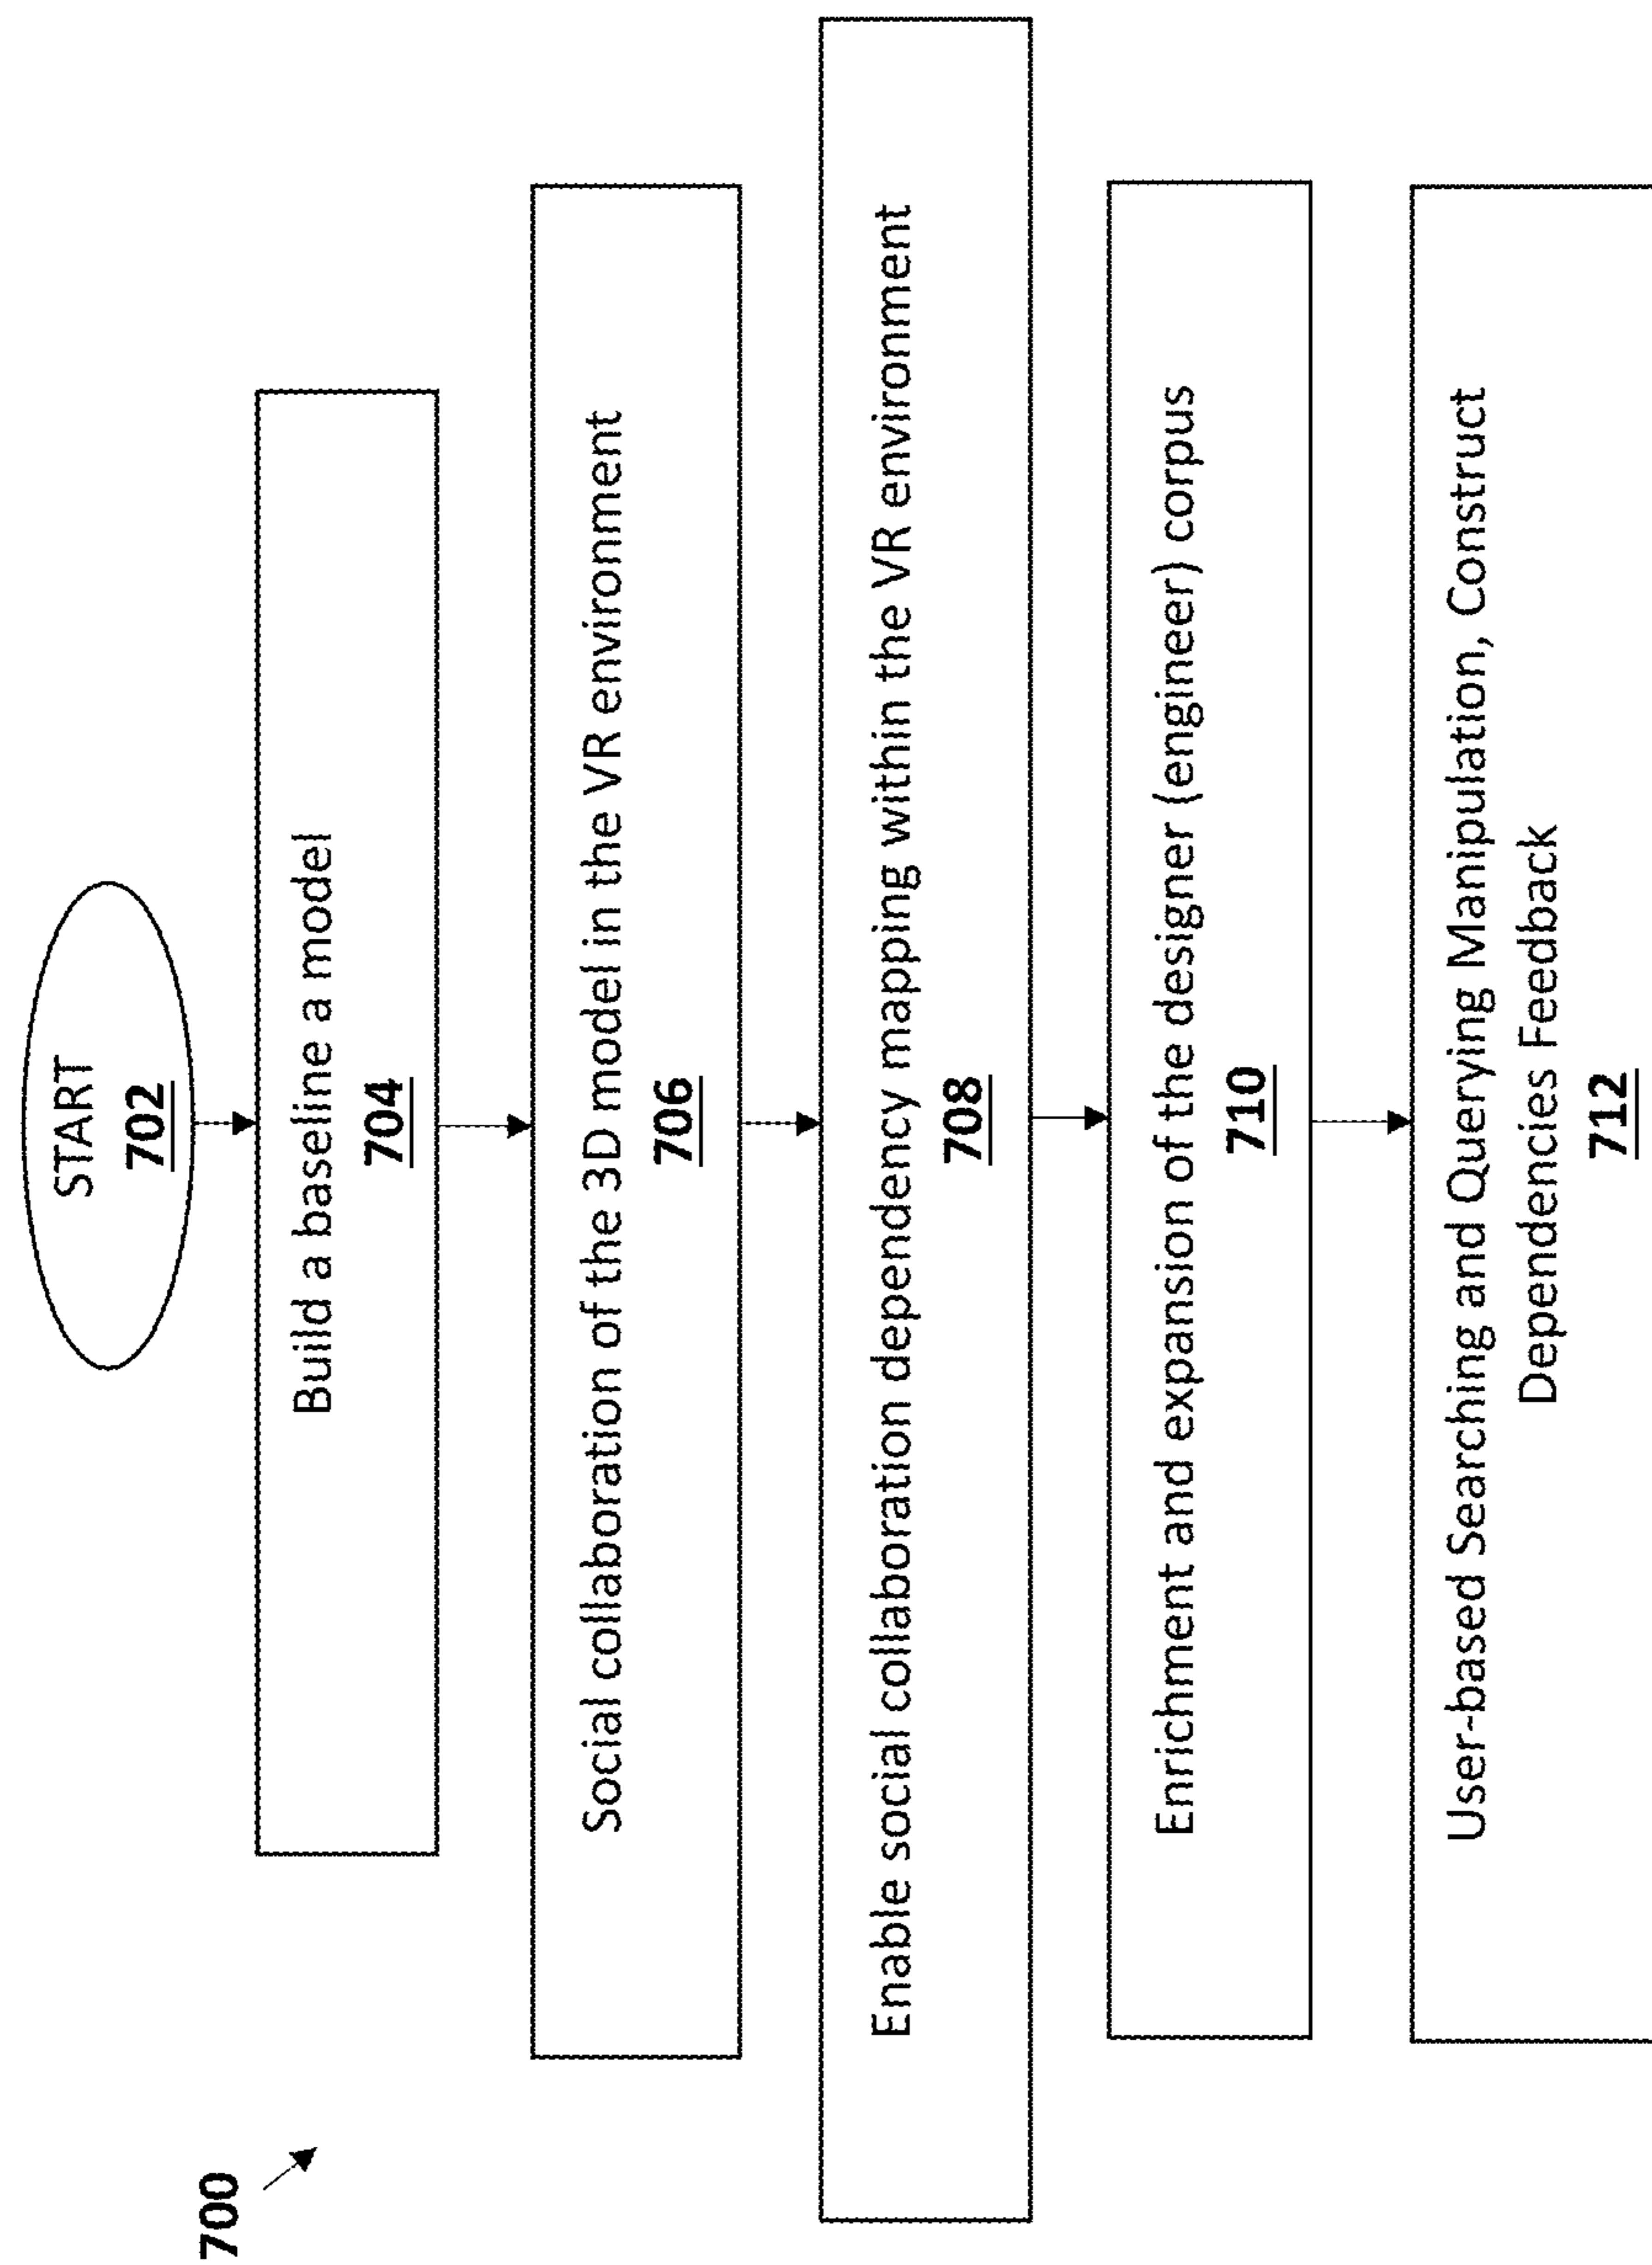 700
START
702
Build a baseline a model
704
Social collaboration of the 3D model in the VR environment
706
Enable social collaboration dependency mapping within the VR environment
708
Enrichment and expansion of the designer (engineer) corpus
710
User-based Searching and Querying Manipulation, Construct
Dependencies Feedback
712